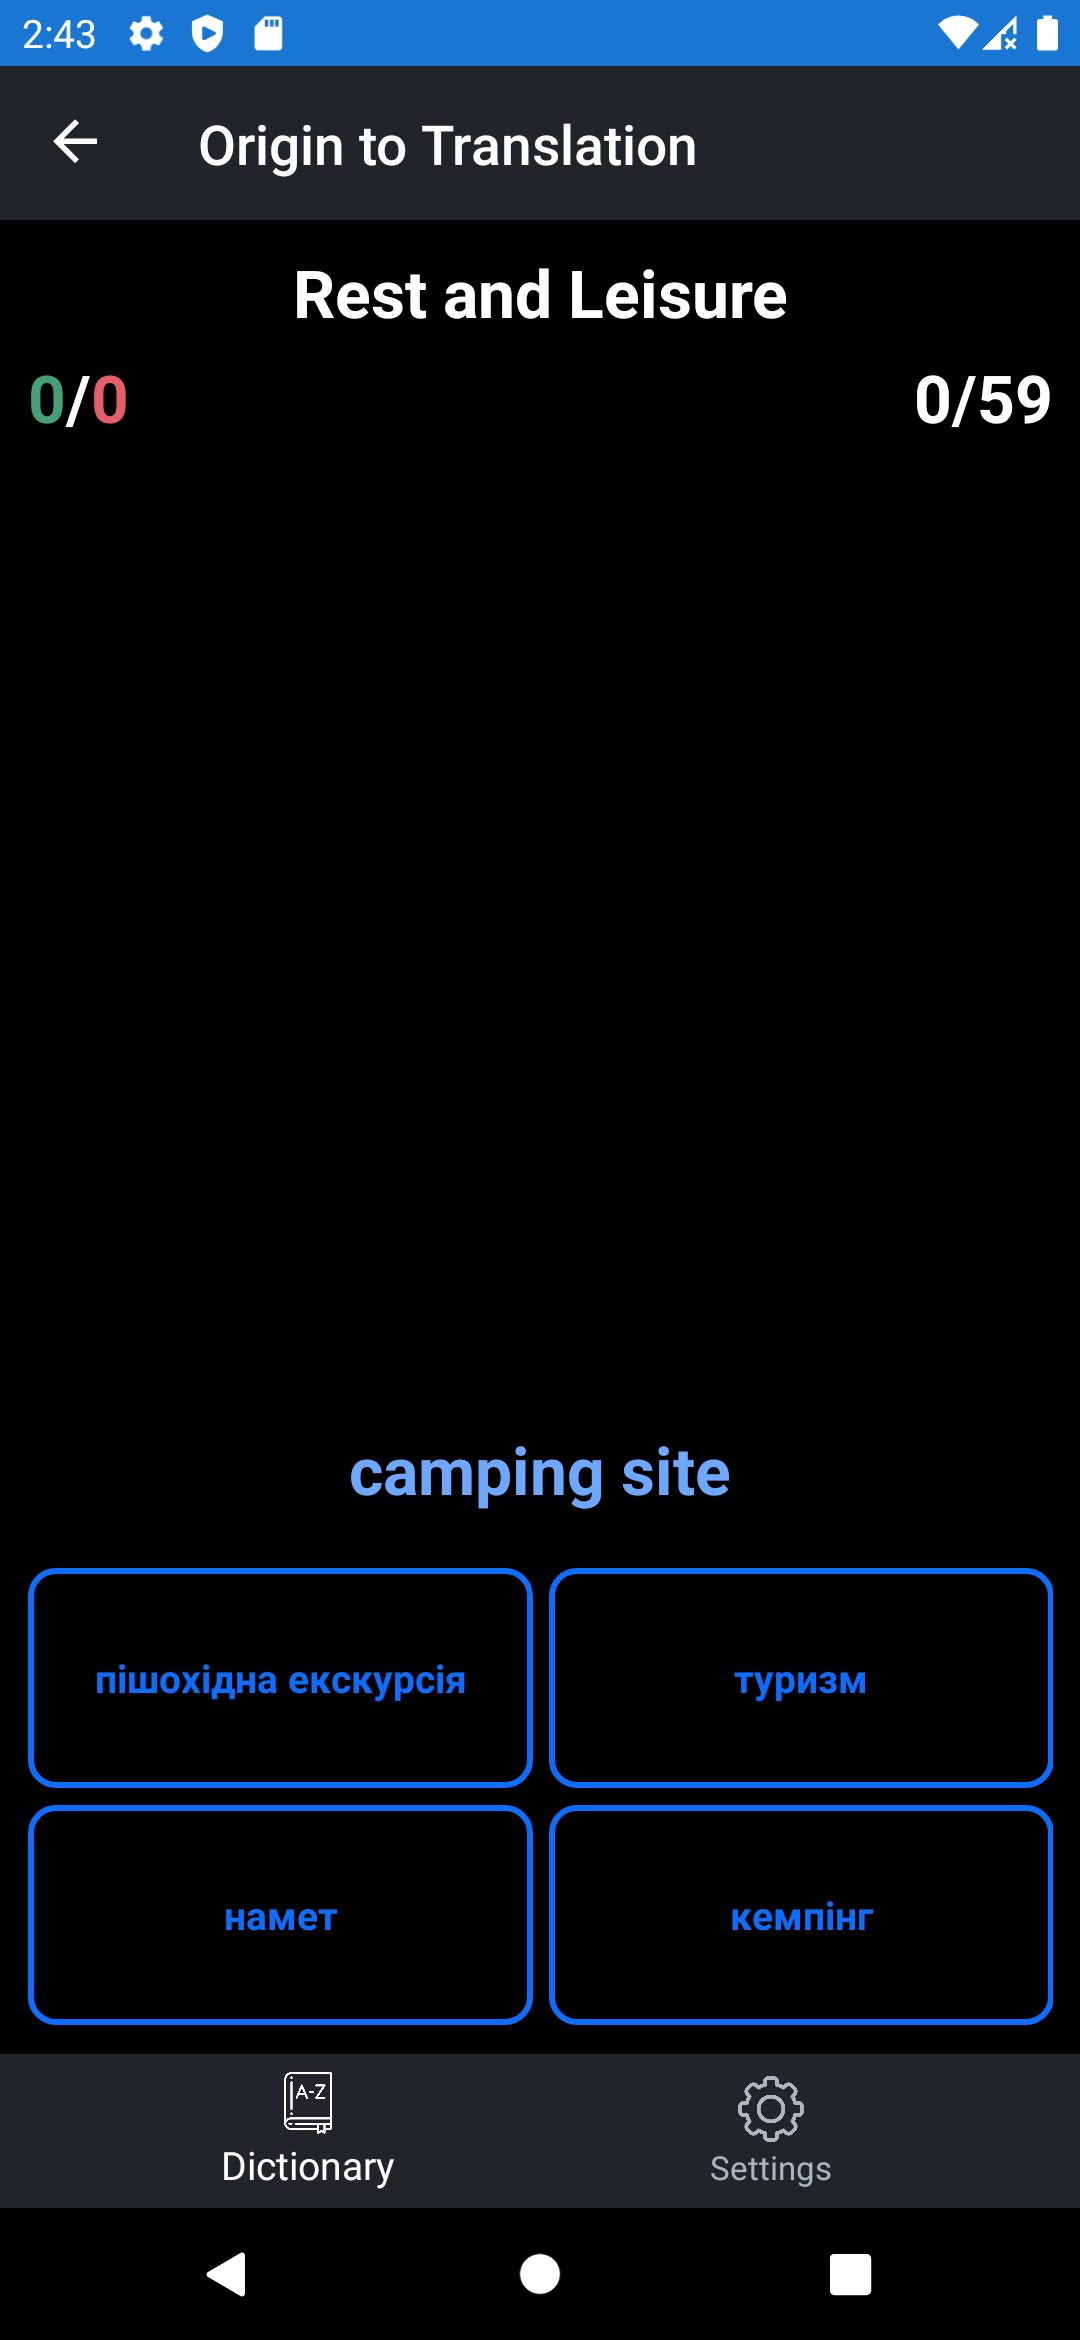 2:43
Origin to Translation
Rest and Leisure
0/0 0/59
camping site
пішохідна екскурсія туризм
намет кемпінг
A-Z
Dictionary Settings